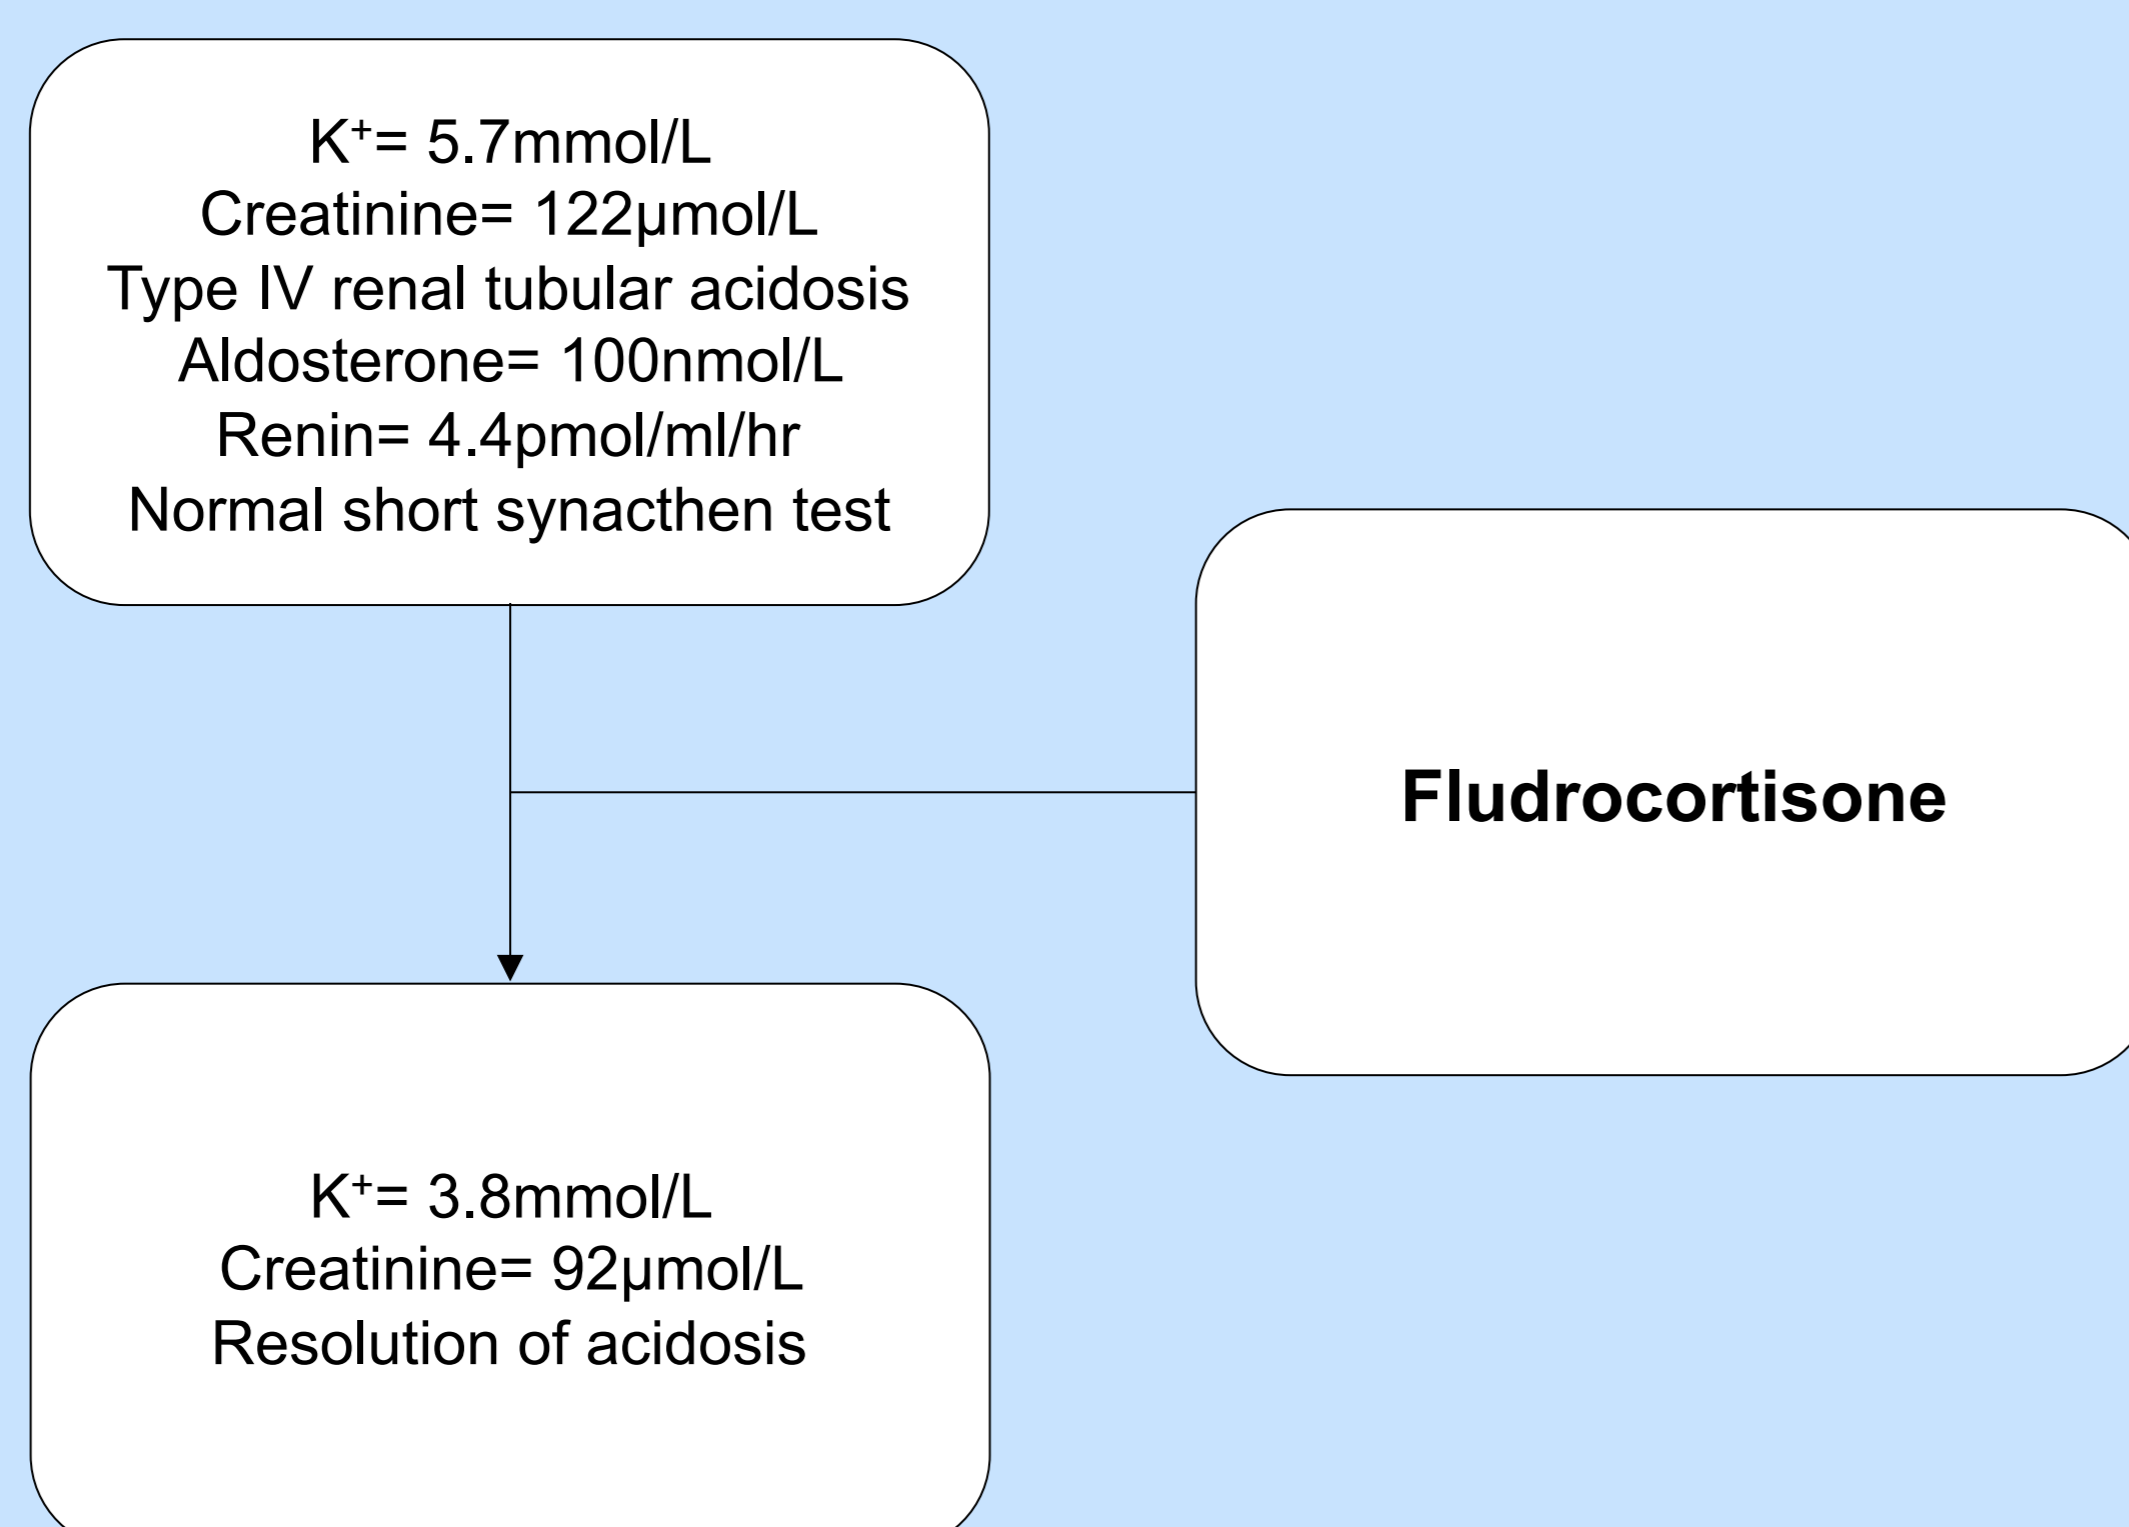 K⁺= 5.7mmol/L
Creatinine= 122µmol/L
Type IV renal tubular acidosis
Aldosterone= 100nmol/L
Renin= 4.4pmol/ml/hr
Normal short synacthen test
Fludrocortisone
K⁺= 3.8mmol/L
Creatinine= 92µmol/L
Resolution of acidosis